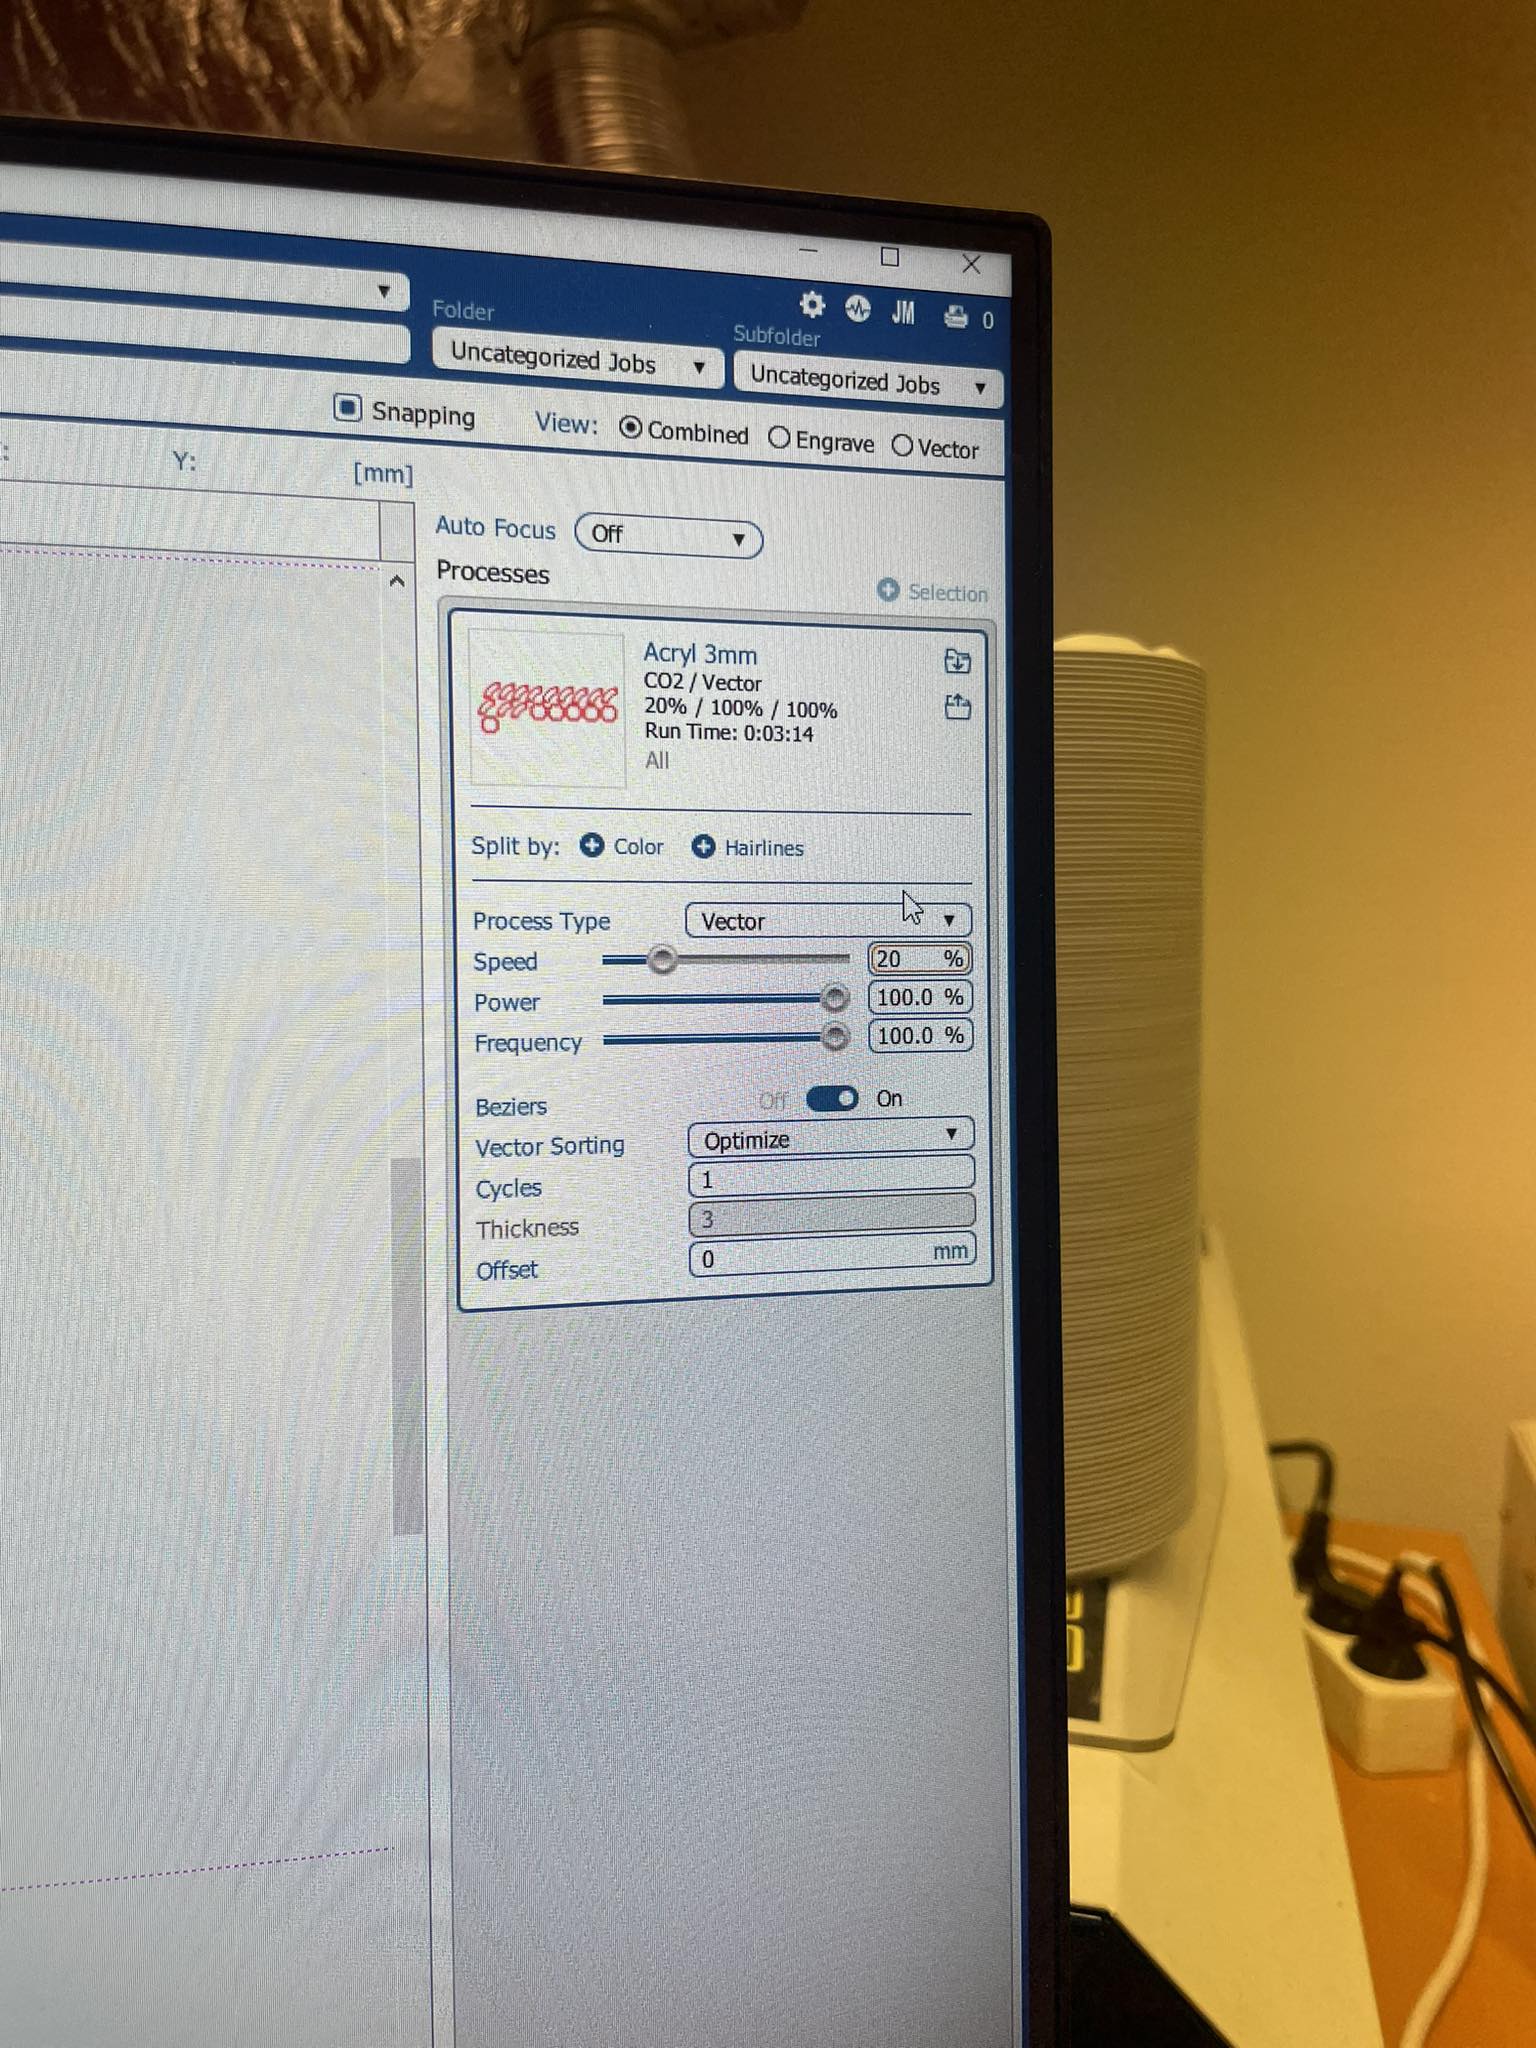 JM
0
Folder
Subfolder
Uncategorized Jobs
Uncategorized Jobs
Snapping
View:
Combined
Engrave
Vector
Y:
[mm]
Auto Focus
Off
Processes
Selection
Acryl 3mm
CO2 / Vector
20% / 100% / 100%
Run Time: 0:03:14
All
Split by:
Color
Hairlines
Process Type
Vector
Speed
20 %
Power
100.0 %
Frequency
100.0 %
Beziers
Off
On
Vector Sorting
Optimize
Cycles
1
Thickness
3
Offset
0 mm